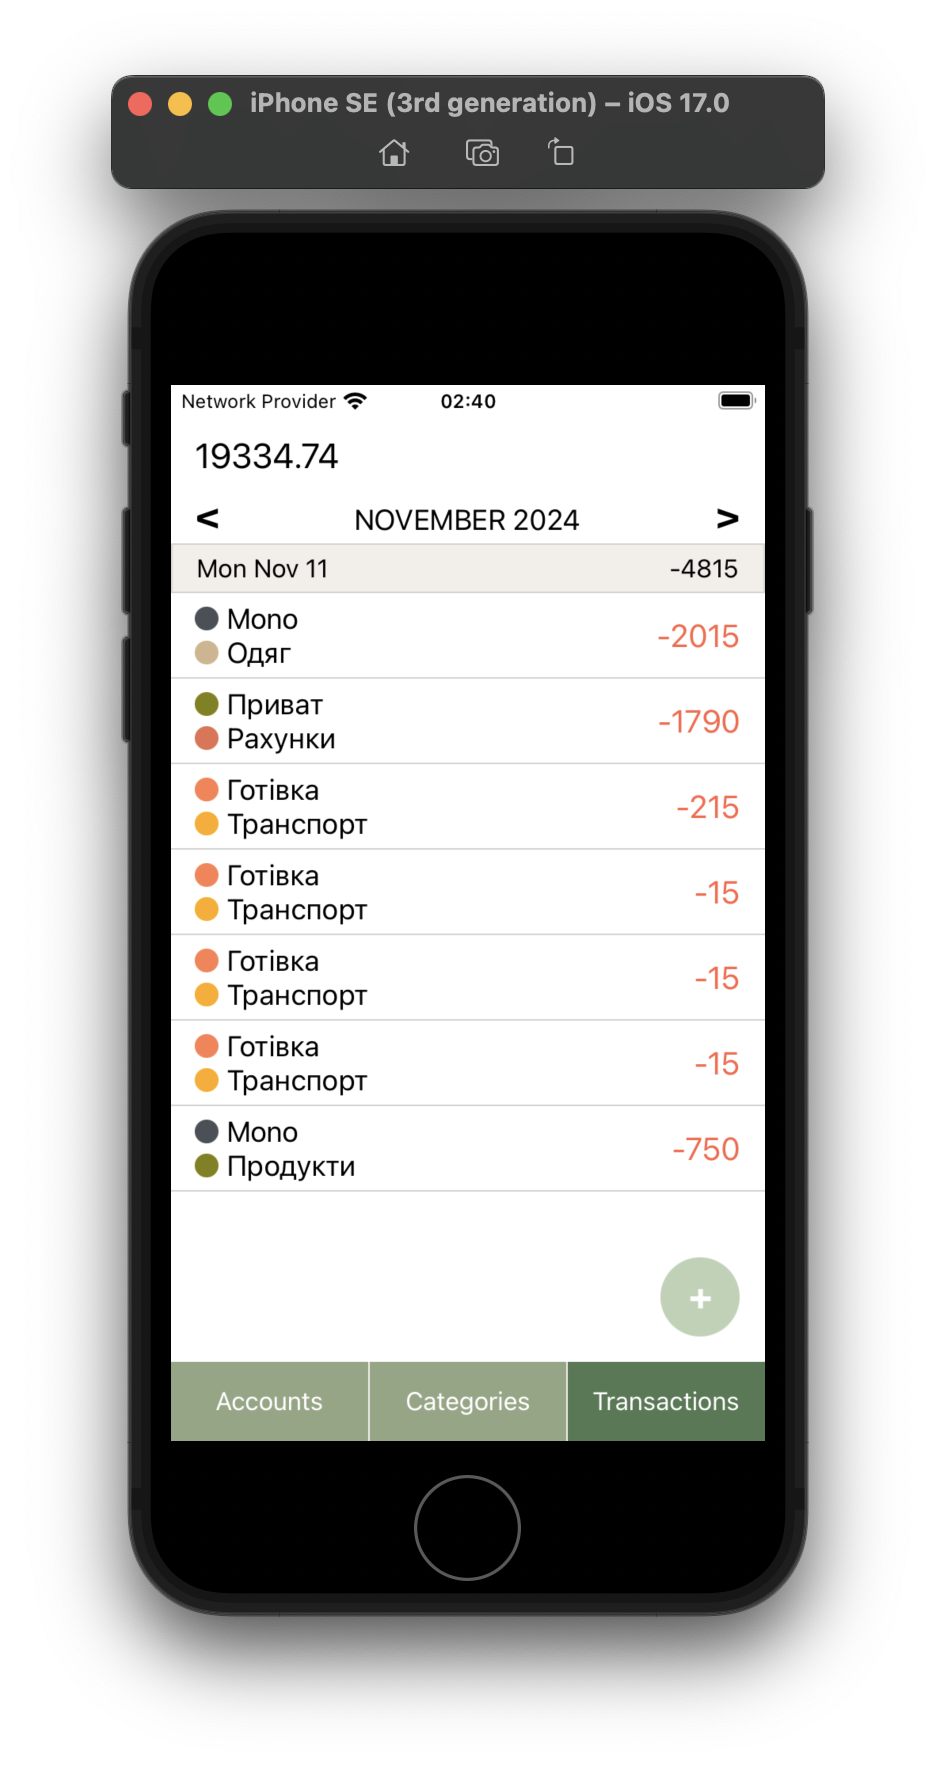 iPhone SE (3rd generation) – iOS 17.0
Network Provider 02:40
19334.74
< NOVEMBER 2024 >
Mon Nov 11 -4815
Mono
Одяг
-2015
Приват
Рахунки
-1790
Готівка
Транспорт
-215
Готівка
Транспорт
-15
Готівка
Транспорт
-15
Готівка
Транспорт
-15
Mono
Продукти
-750
+
Accounts Categories Transactions